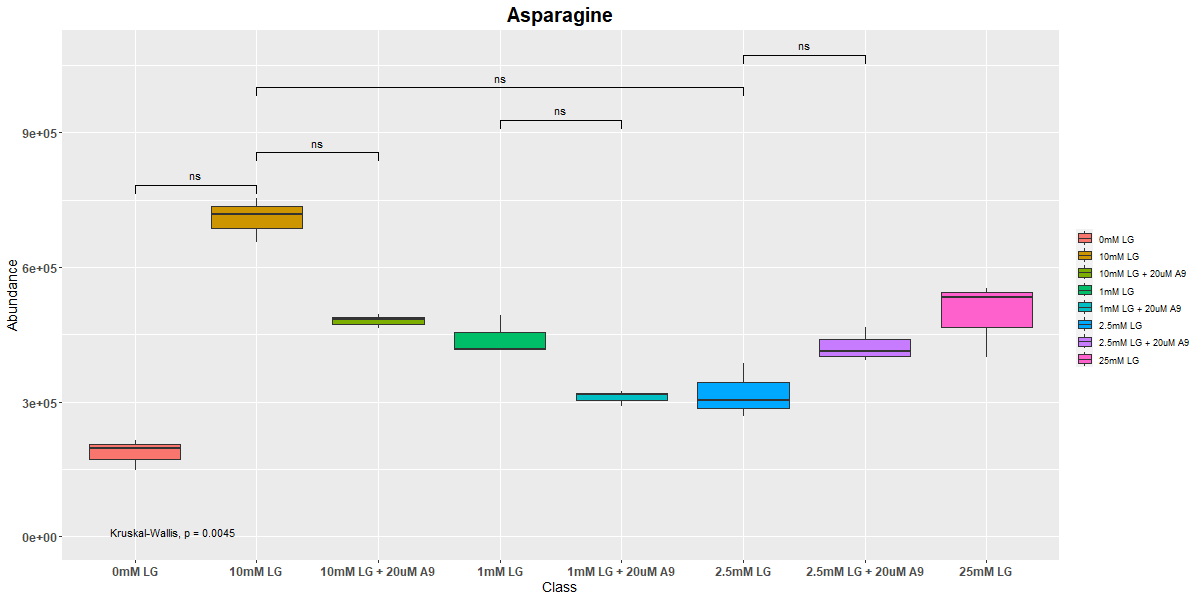 Asparagine
ns
ns
ns
ns
ns
9e+05
6e+05
3e+05
0e+00
Abundance
Kruskal-Wallis, p = 0.0045
0mM LG
10mM LG
10mM LG + 20uM A9
1mM LG
1mM LG + 20uM A9
2.5mM LG
2.5mM LG + 20uM A9
25mM LG
Class
0mM LG
10mM LG
10mM LG + 20uM A9
1mM LG
1mM LG + 20uM A9
2.5mM LG
2.5mM LG + 20uM A9
25mM LG